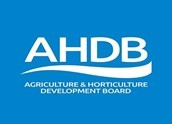 AHDB
AGRICULTURE & HORTICULTURE
DEVELOPMENT BOARD